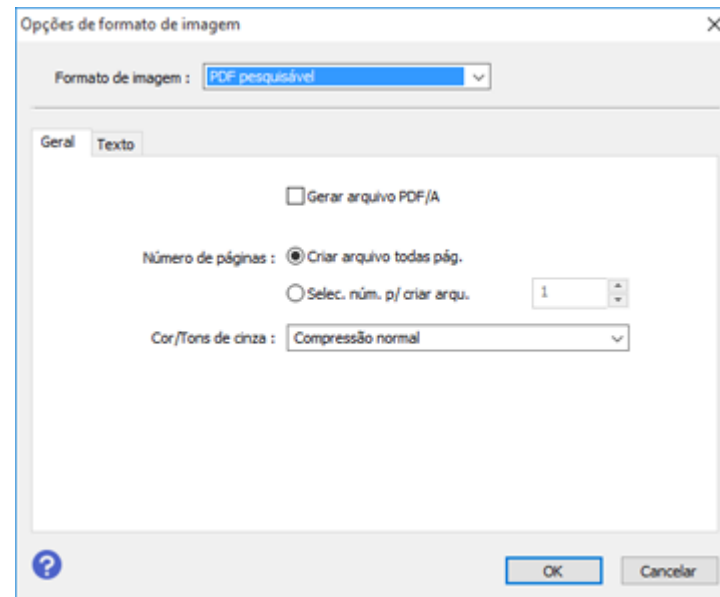 Opções de formato de imagem
Formato de imagem : PDF pesquisável
Geral Texto
Gerar arquivo PDF/A
Número de páginas : Criar arquivo todas pág.
Selec. núm. p/ criar arqu. 1
Cor/Tons de cinza : Compressão normal
? OK Cancelar